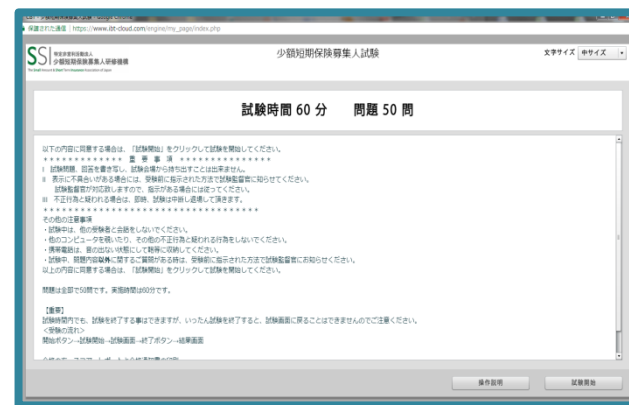 保護された通信 | https://www.ibt-cloud.com/engine/my_page/index.php
SSI 特定非営利活動法人
少額短期保険募集人研修機構
少額短期保険募集人試験
文字サイズ 中サイズ
試験時間 60 分 問題 50 問
以下の内容に同意する場合は、「試験開始」をクリックして試験を開始してください。
* * * * * * * * * * * * * 重 要 事 項 * * * * * * * * * * * * * * *
I 試験問題、回答を書き写し、試験会場から持ち出すことは出来ません。
II 表示に不具合がある場合には、受験前に指示された方法で試験監督官に知らせてください。
試験監督官が対応致しますので、指示がある場合には従ってください。
III 不正行為と疑われる場合は、即時、試験は中断し退場して頂きます。
* * * * * * * * * * * * * * * * * * * * * * * * * * * * * * * * * *
その他の注意事項
・試験中は、他の受験者と会話をしないでください。
・他のコンピュータを覗いたり、その他の不正行為と疑われる行為をしないでください。
・携帯電話は、音の出ない状態にして鞄等に収納してください。
・試験中、問題内容以外に関するご質問がある時は、受験前に指示された方法で試験監督官にお知らせください。
以上の内容に同意する場合は、「試験開始」をクリックして試験を開始してください。
問題は全部で50問です。実施時間は60分です。
【重要】
試験時間内でも、試験を終了する事はできますが、いったん試験を終了すると、試験画面に戻ることはできませんのでご注意ください。
<受験の流れ>
開始ボタン→試験開始→試験画面→終了ボタン→結果画面
操作説明
試験開始